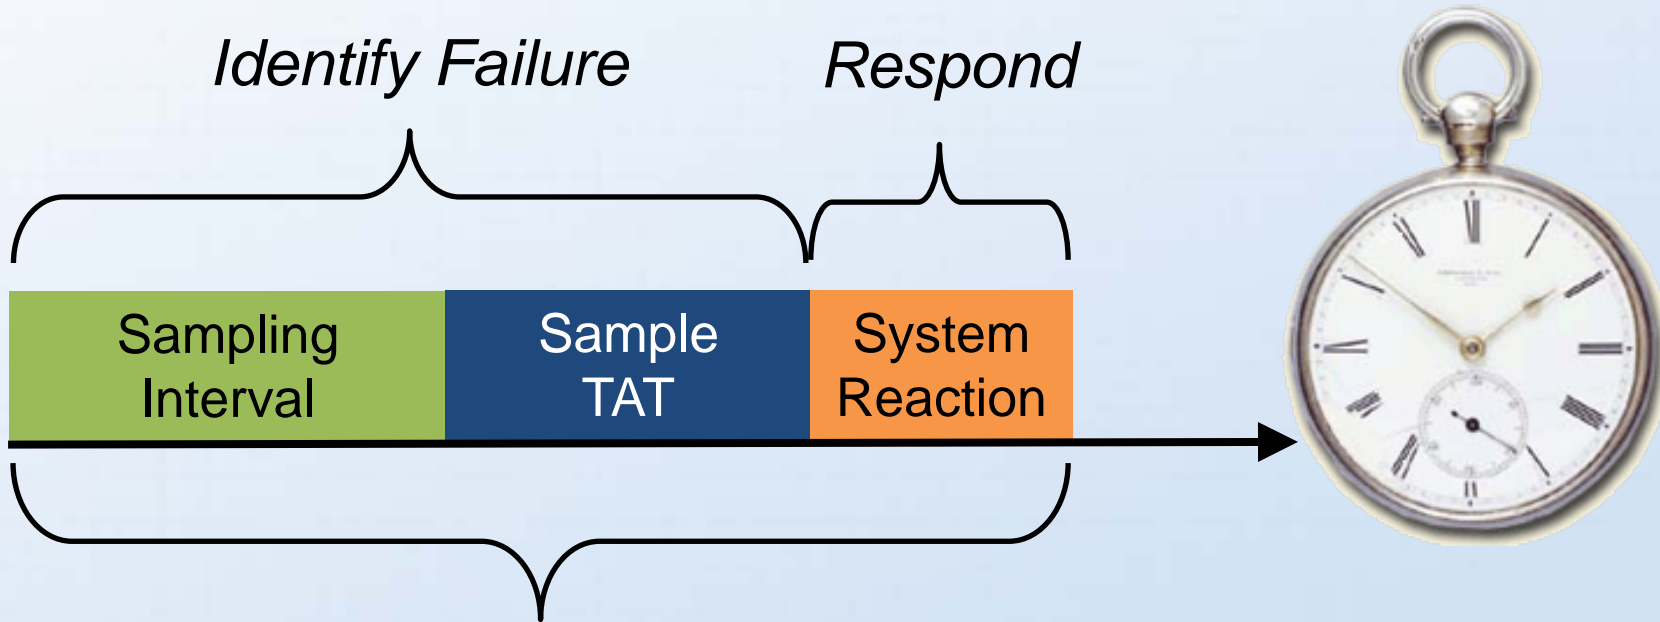 Identify Failure
Respond
Sampling
Interval
Sample
TAT
System
Reaction